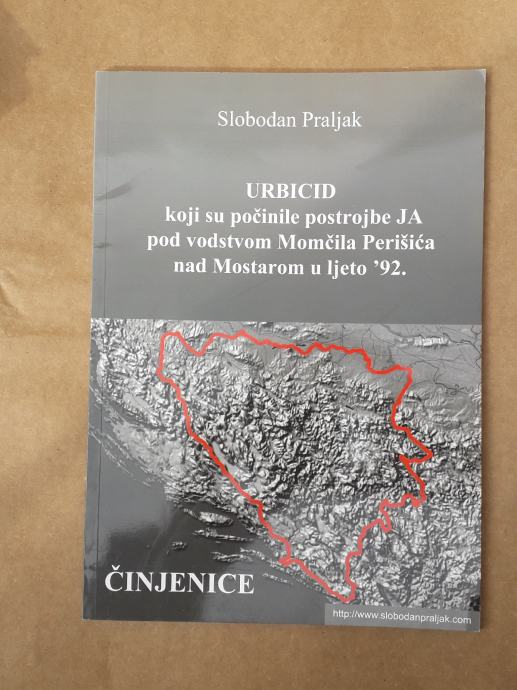 Slobodan Praljak
URBICID
koji su počinile postrojbe JA
pod vodstvom Momčila Perišića
nad Mostarom u ljeto ’92.
ČINJENICE
http://www.slobodanpraljak.com